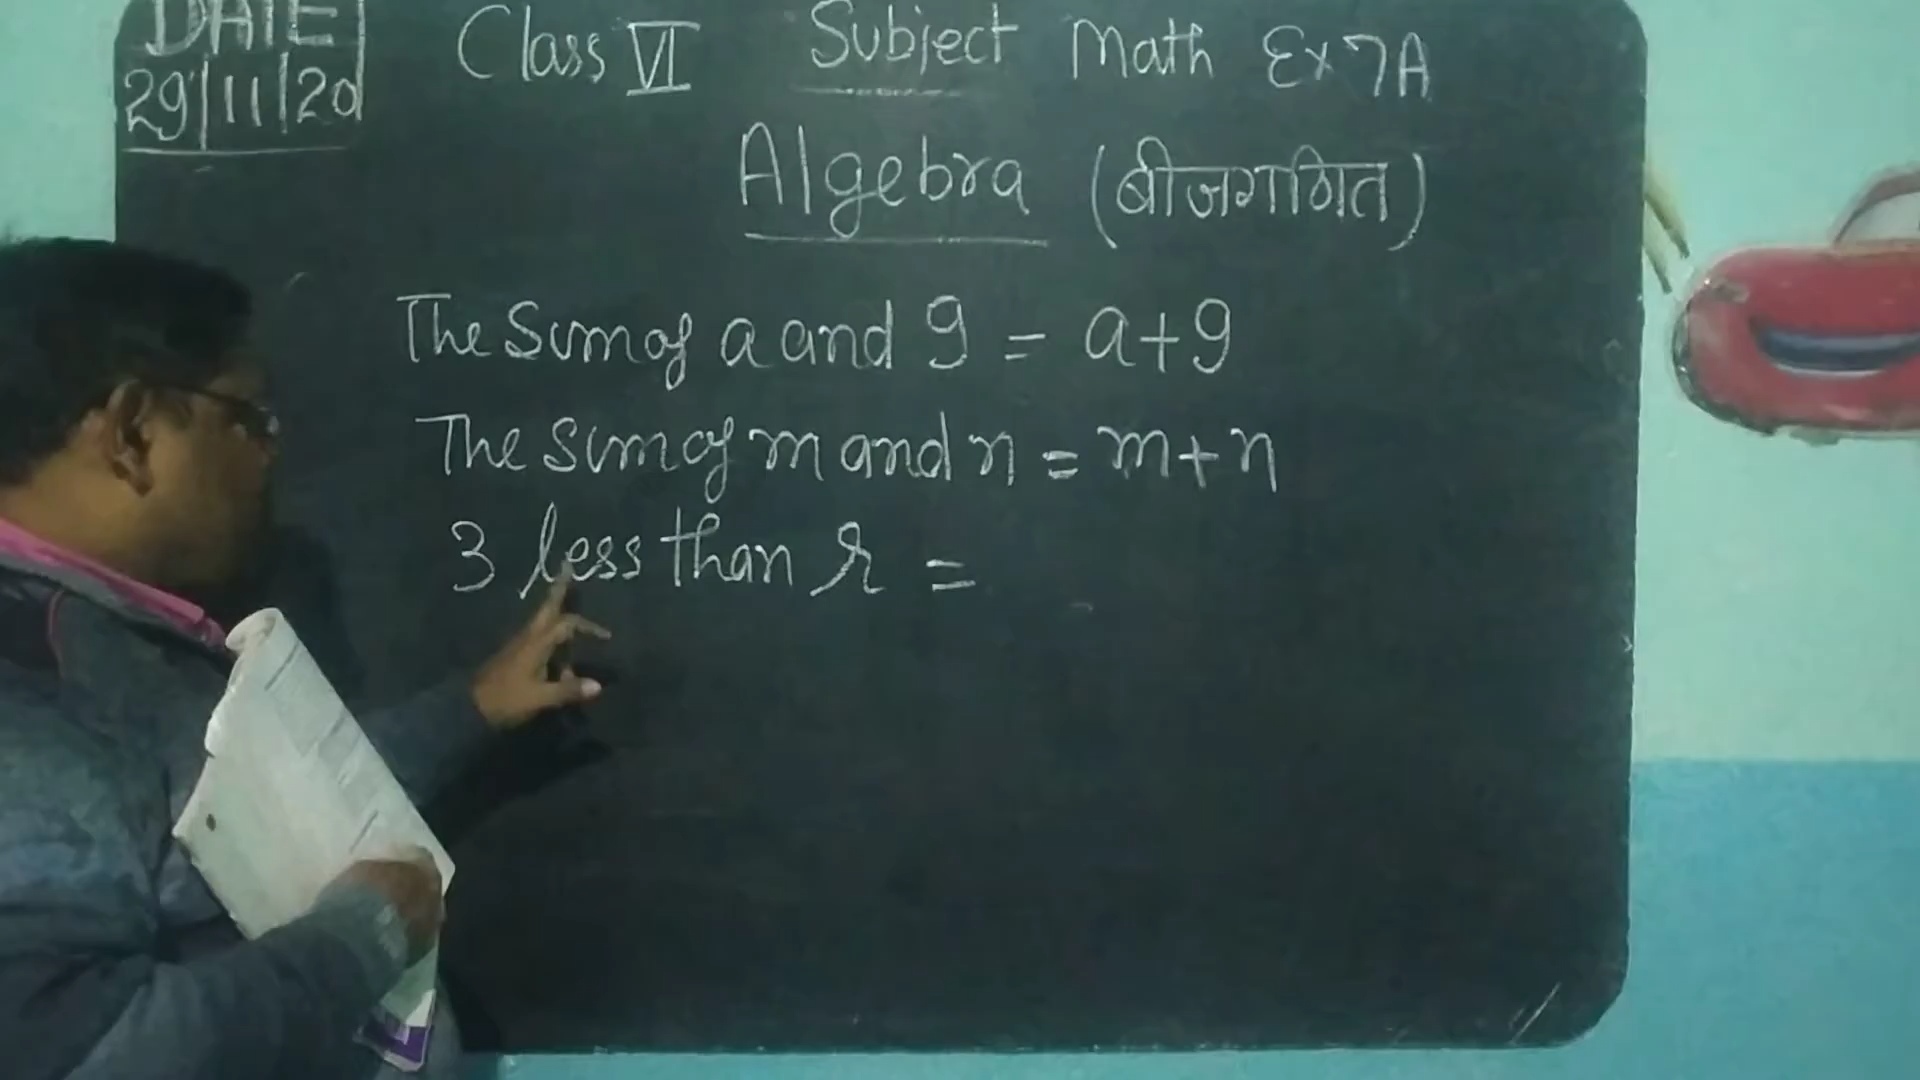 DATE
29/11/20
Class VI Subject Math Ex 7A
Algebra (बीजगणित)
The Sum of a and 9 = a+9
The Sum of m and n = m+n
3 less than r =